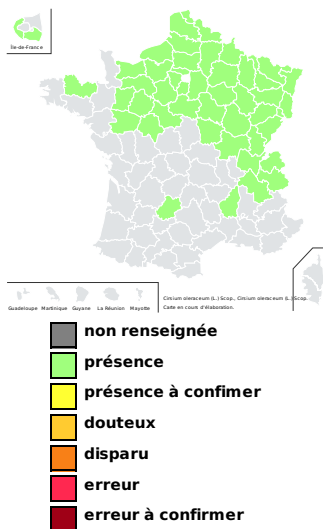 Île-de-France
Guadeloupe Martinique Guyane La Réunion Mayotte
Cirsium oleraceum (L.) Scop., Cirsium oleraceum (L.) Scop.
Carte en cours d'élaboration.
non renseignée
présence
présence à confimer
douteux
disparu
erreur
erreur à confirmer